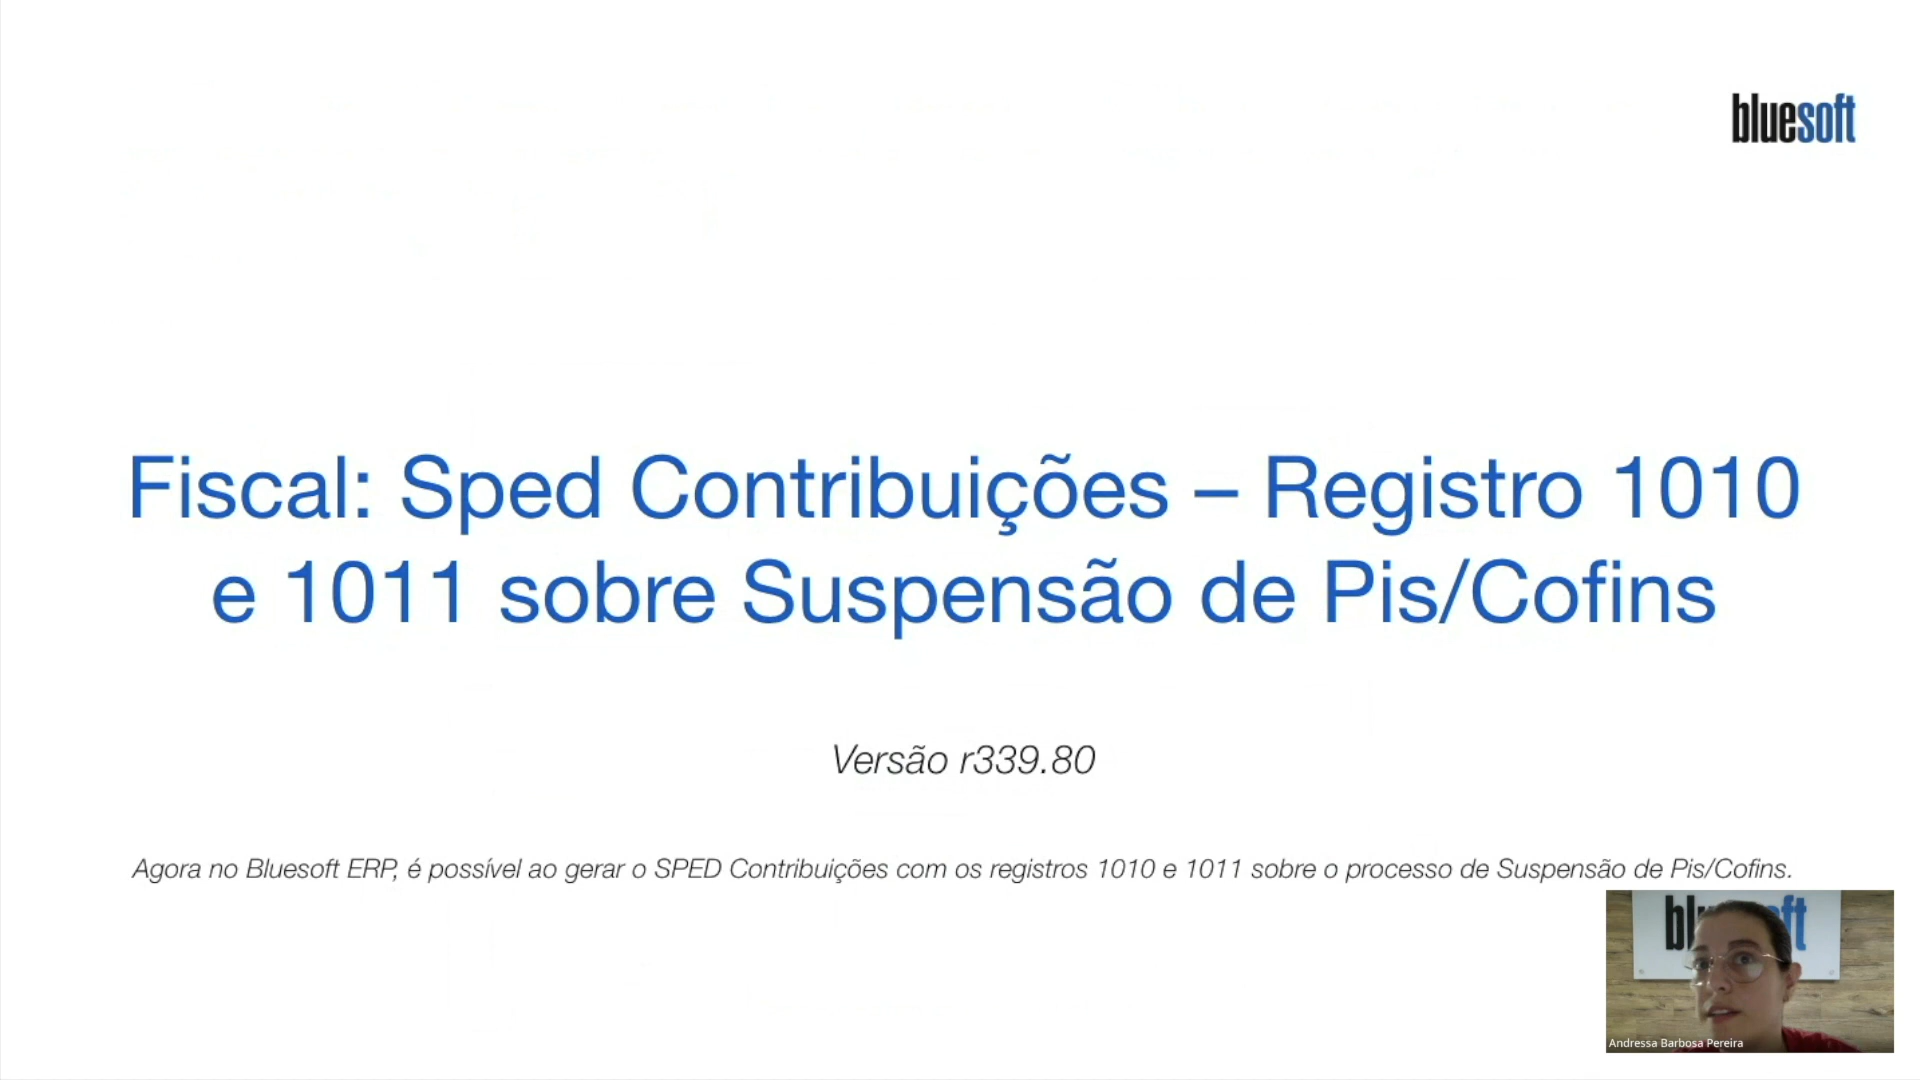 bluesoft
Fiscal: Sped Contribuições – Registro 1010
e 1011 sobre Suspensão de Pis/Cofins
Versão r339.80
Agora no Bluesoft ERP, é possível ao gerar o SPED Contribuições com os registros 1010 e 1011 sobre o processo de Suspensão de Pis/Cofins.
Andressa Barbosa Pereira